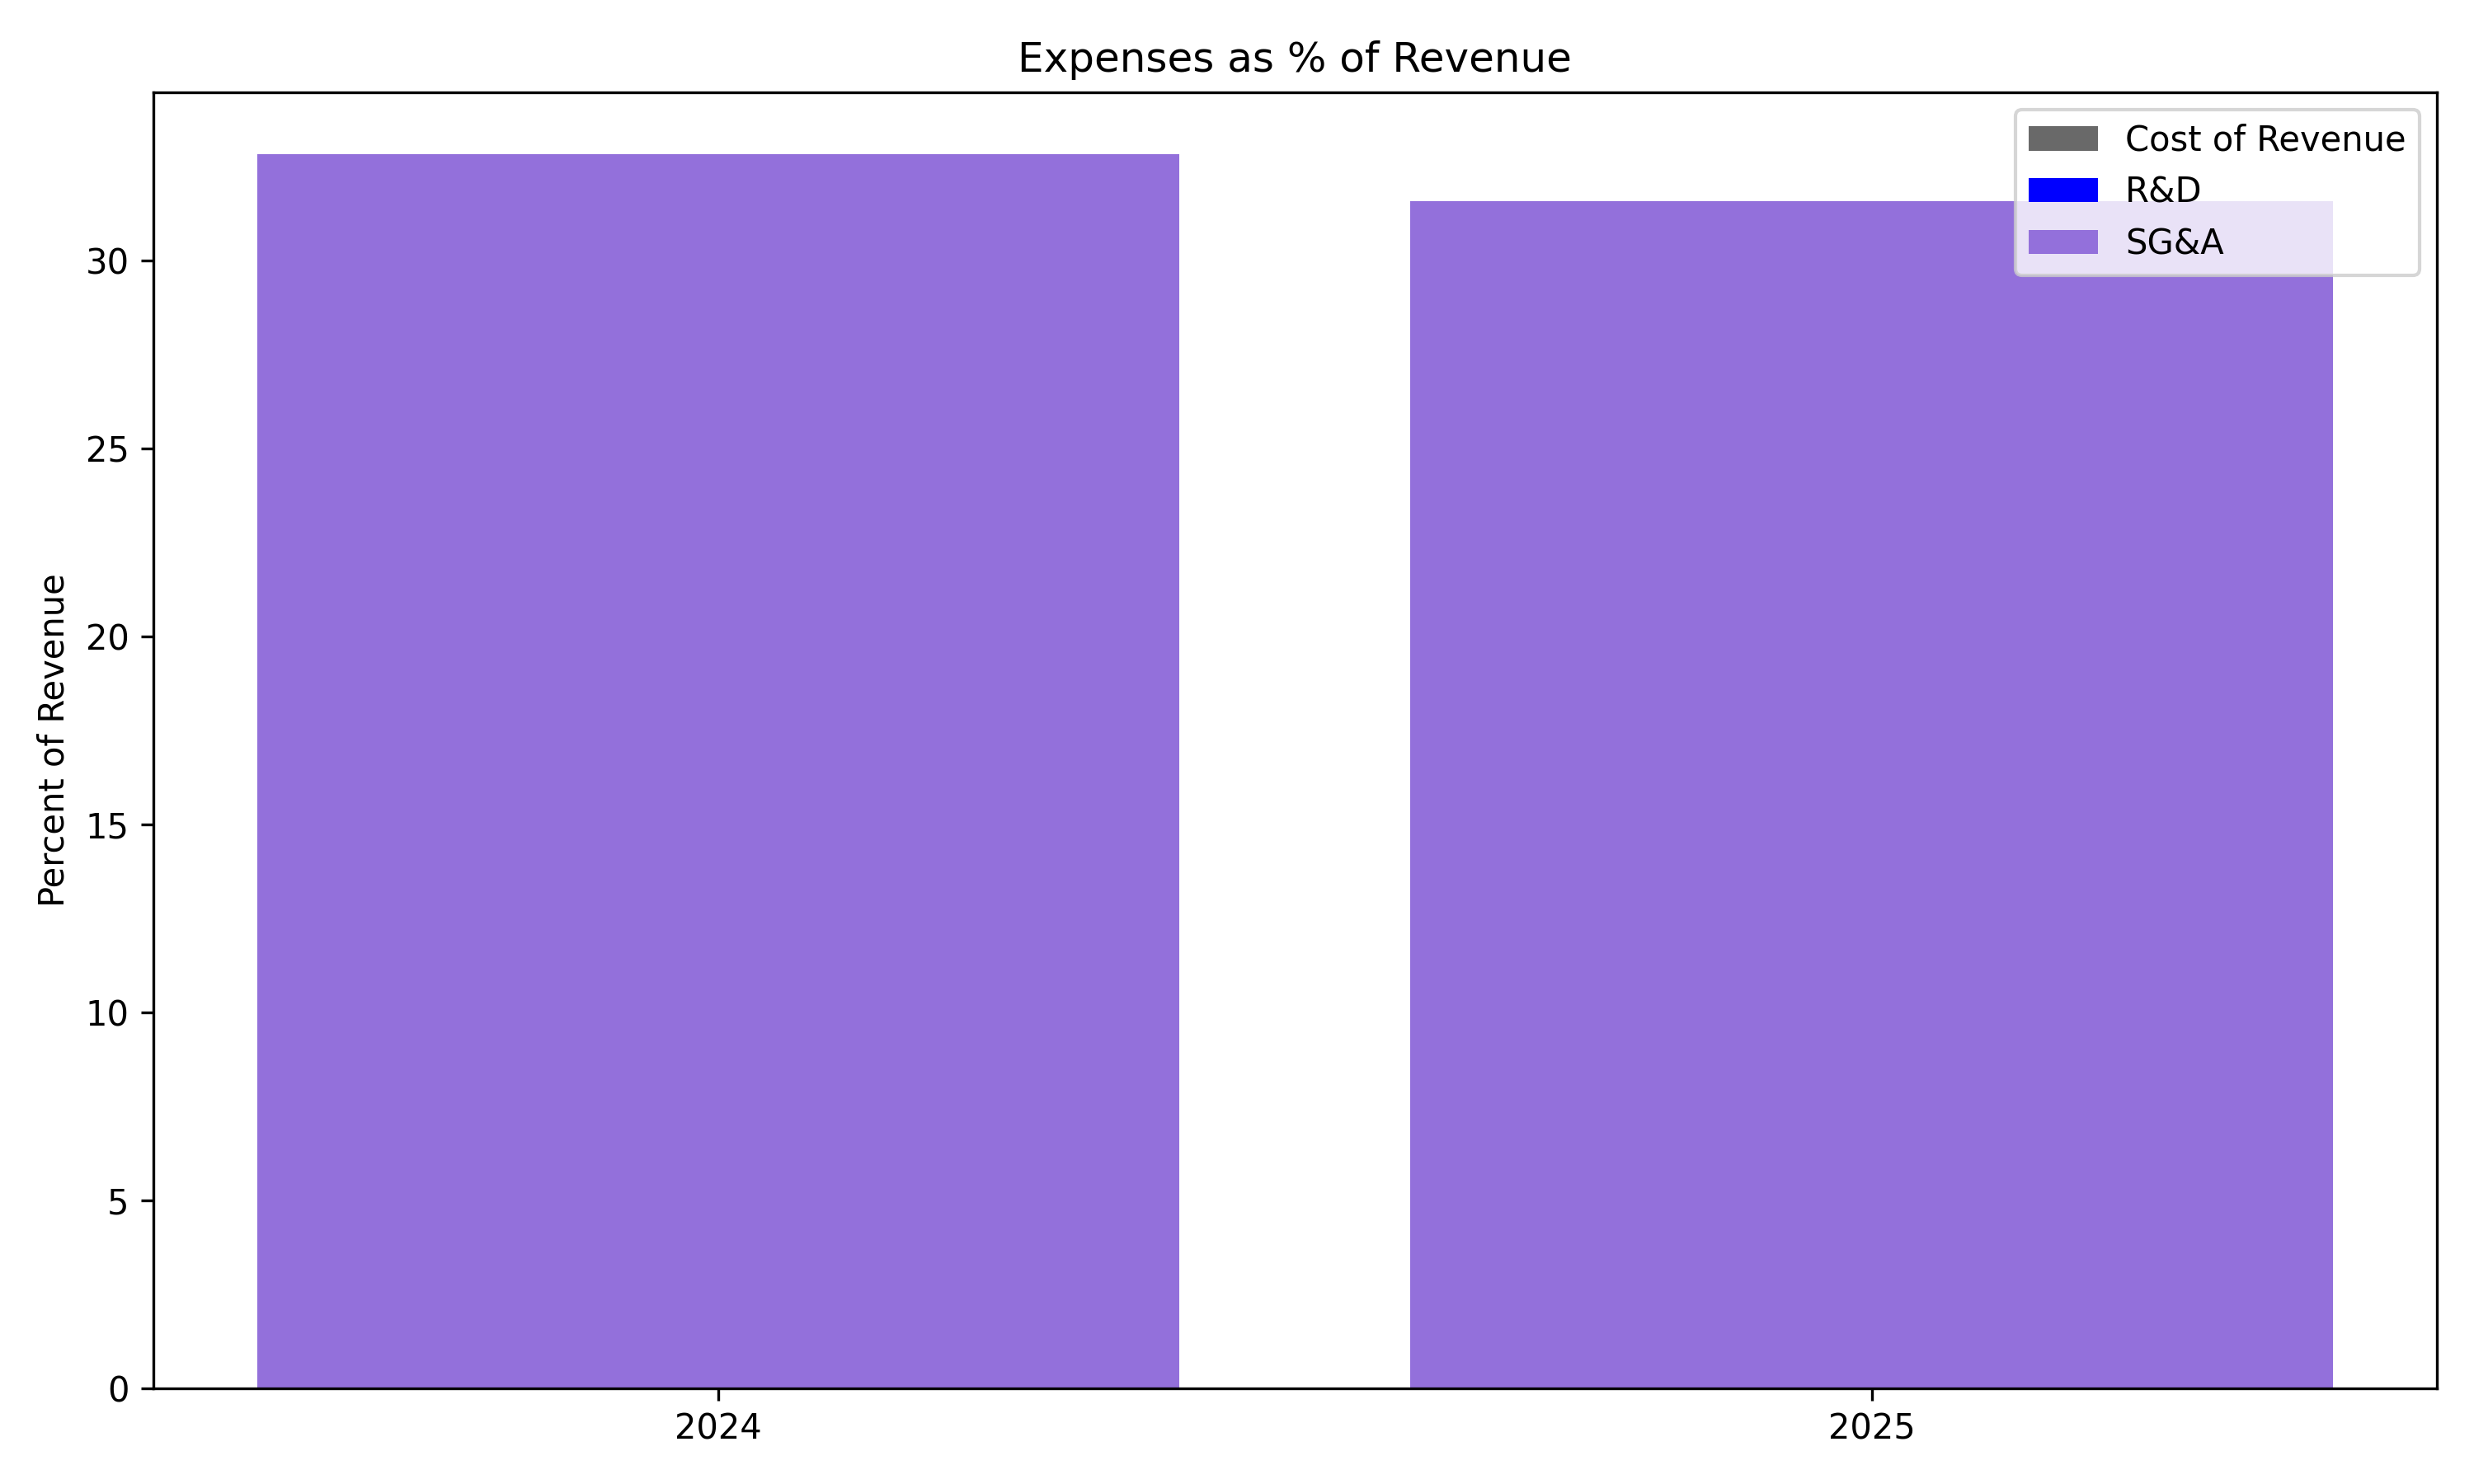 Expenses as % of Revenue
Cost of Revenue
R&D
SG&A
Percent of Revenue
30
25
20
15
10
5
0
2024
2025